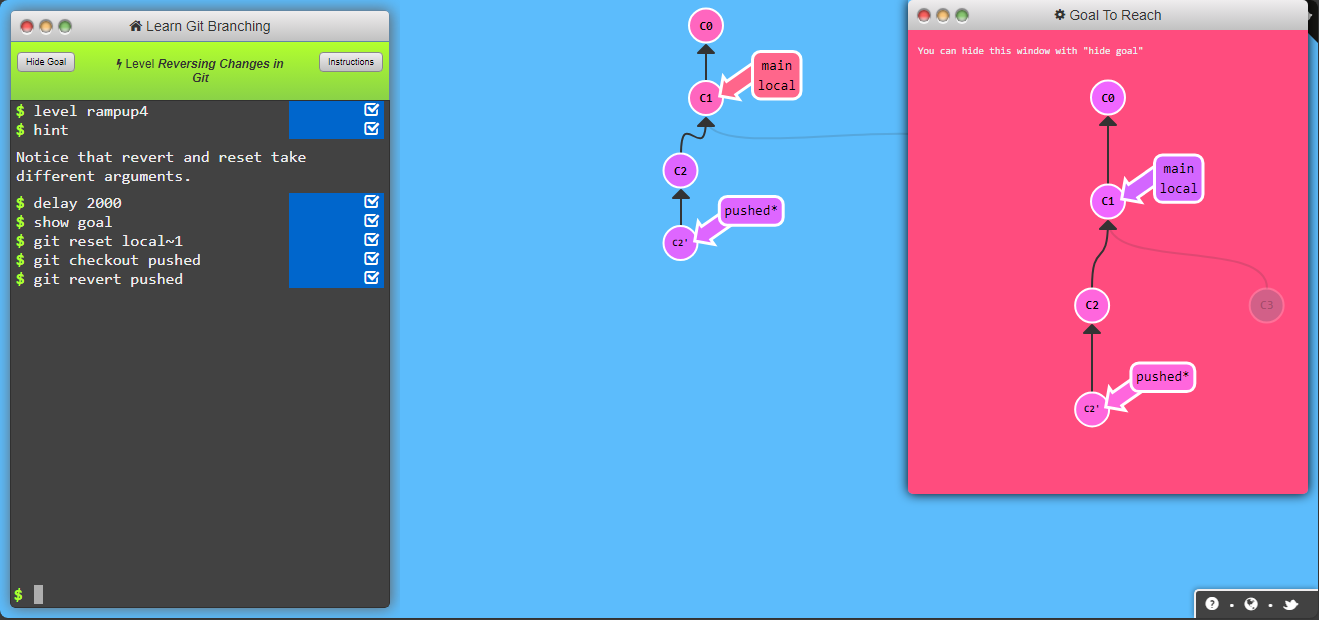 Learn Git Branching
Hide Goal
Level Reversing Changes in
Git
Instructions
$ level rampup4
$ hint
Notice that revert and reset take
different arguments.
$ delay 2000
$ show goal
$ git reset local~1
$ git checkout pushed
$ git revert pushed
$
C0
main
local
C1
C2
pushed*
C2'
Goal To Reach
You can hide this window with "hide goal"
C0
main
local
C1
C2
C3
pushed*
C2'